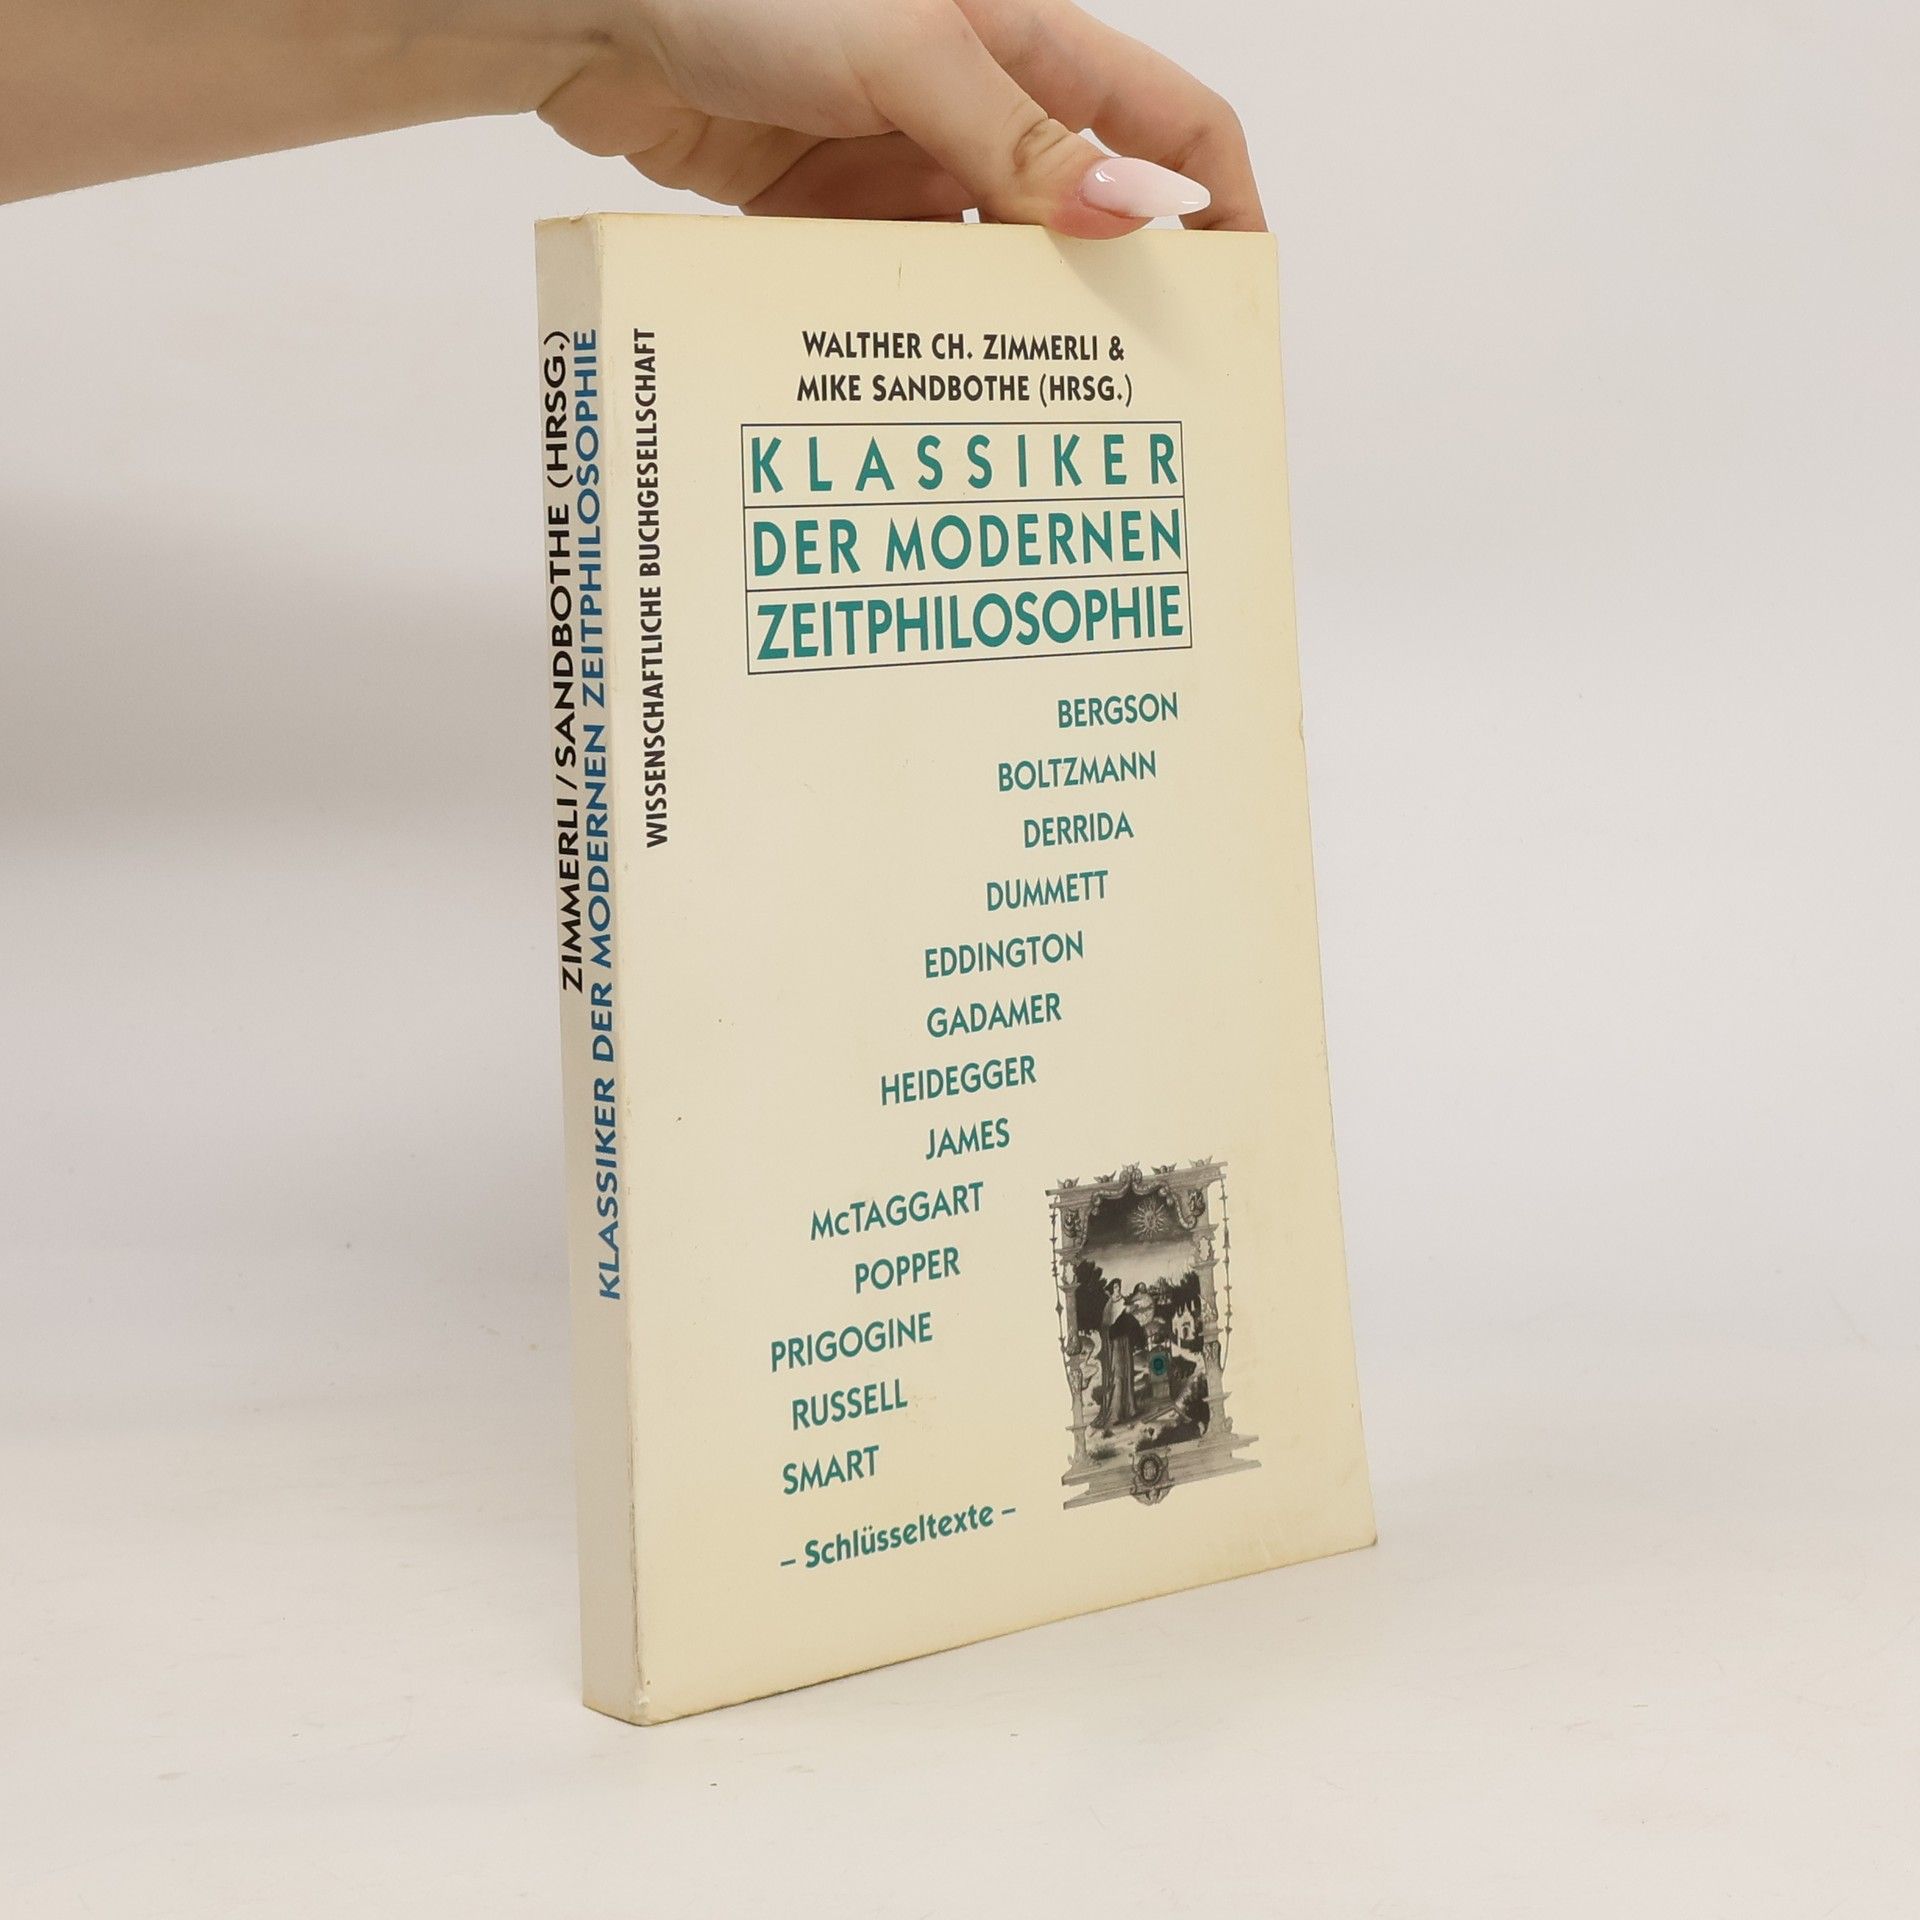 ZIMMERLI/SANDBOTHE (HRSG.)
KLASSIKER DER MODERNEN ZEITPHILOSOPHIE
WISSENSCHAFTLICHE BUCHGESELLSCHAFT
WALTHER CH. ZIMMERLI &
MIKE SANDBOTHE (HRSG.)
KLASSIKER
DER MODERNEN
ZEITPHILOSOPHIE
BERGSON
BOLTZMANN
DERRIDA
DUMMETT
EDDINGTON
GADAMER
HEIDEGGER
JAMES
McTAGGART
POPPER
PRIGOGINE
RUSSELL
SMART
– Schlüsseltexte –